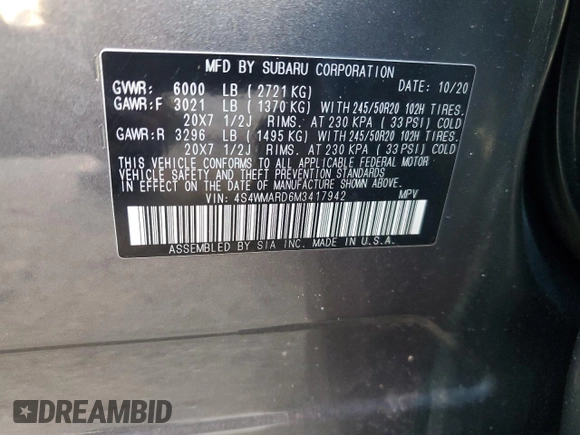 MFD BY SUBARU CORPORATION
GVWR: 6000 LB ( 2721 KG) DATE: 10/20
GAWR:F 3021 LB ( 1370 KG) WITH 245/50R20 102H TIRES.
20X7 1/2J RIMS. AT 230 KPA ( 33 PSI) COLD
GAWR:R 3296 LB ( 1495 KG) WITH 245/50R20 102H TIRES.
20X7 1/2J RIMS. AT 230 KPA ( 33 PSI) COLD
THIS VEHICLE CONFORMS TO ALL APPLICABLE FEDERAL MOTOR
VEHICLE SAFETY AND THEFT PREVENTION STANDARDS
IN EFFECT ON THE DATE OF MANUFACTURE SHOWN ABOVE.
VIN: 4S4WMARD6M3417942 MPV
ASSEMBLED BY SIA INC. MADE IN U.S.A.
DREAMBID